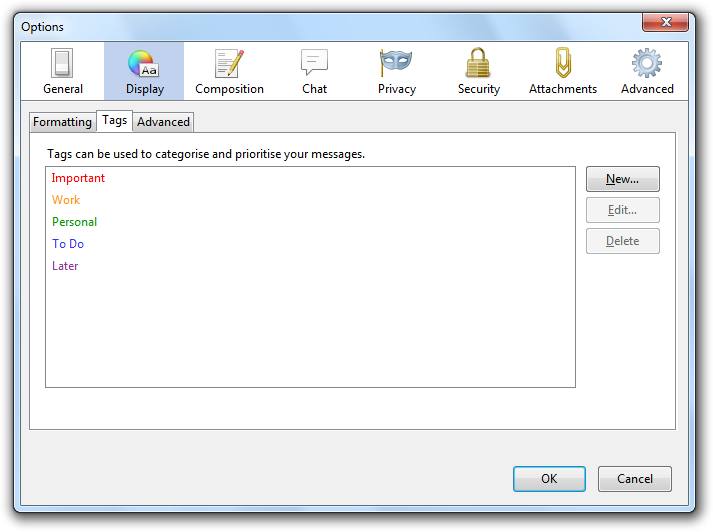 Options
General Display Composition Chat Privacy Security Attachments Advanced
Aa
Formatting Tags Advanced
Tags can be used to categorise and prioritise your messages.
Important
Work
Personal
To Do
Later
New...
Edit...
Delete
OK Cancel